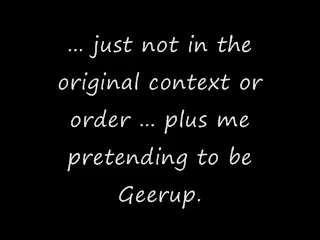 ... just not in the
original context or
order ... plus me
pretending to be
Geerup.